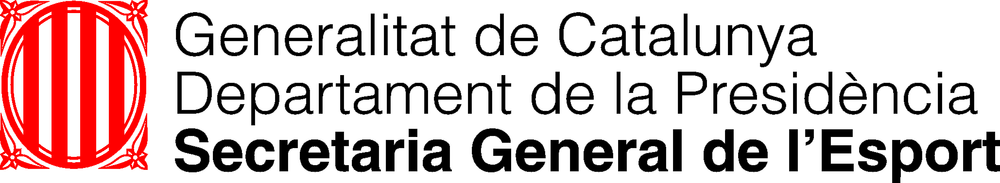 Generalitat de Catalunya
Departament de la Presidència
Secretaria General de l’Esport